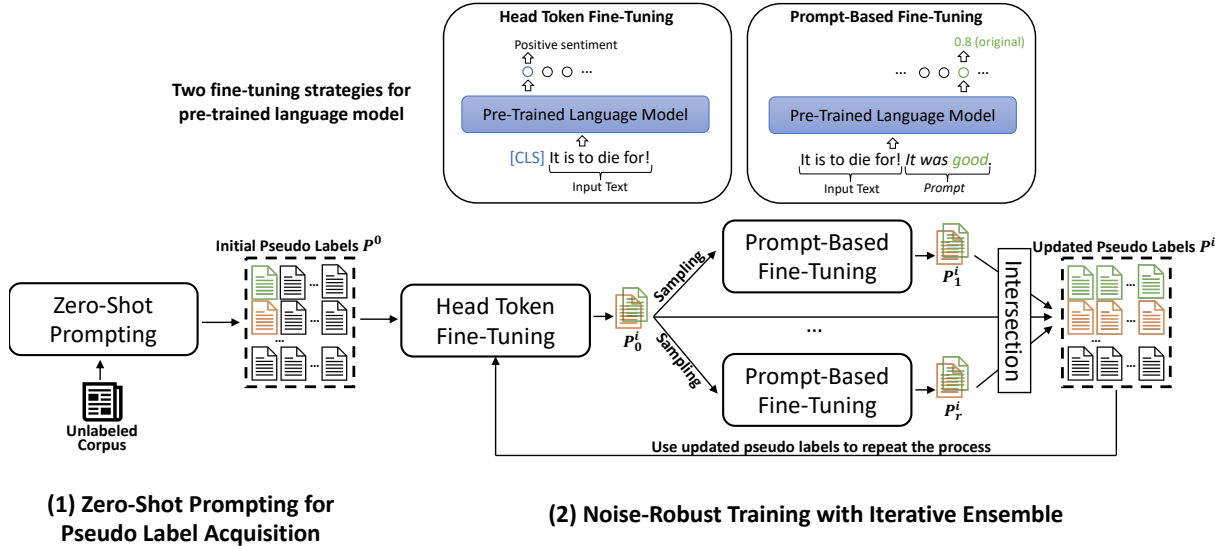 Head Token Fine-Tuning
Positive sentiment
...
Pre-Trained Language Model
[CLS] It is to die for!
Input Text
Prompt-Based Fine-Tuning
0.8 (original)
... ...
Pre-Trained Language Model
It is to die for! It was good.
Input Text Prompt
Two fine-tuning strategies for
pre-trained language model
Zero-Shot
Prompting
Unlabeled
Corpus
Initial Pseudo Labels P^0
...
...
...
...
Head Token
Fine-Tuning
P_0^i
Sampling
Sampling
Prompt-Based
Fine-Tuning
P_1^i
...
Prompt-Based
Fine-Tuning
P_r^i
Intersection
Updated Pseudo Labels P^i
...
...
...
...
Use updated pseudo labels to repeat the process
(1) Zero-Shot Prompting for
Pseudo Label Acquisition
(2) Noise-Robust Training with Iterative Ensemble